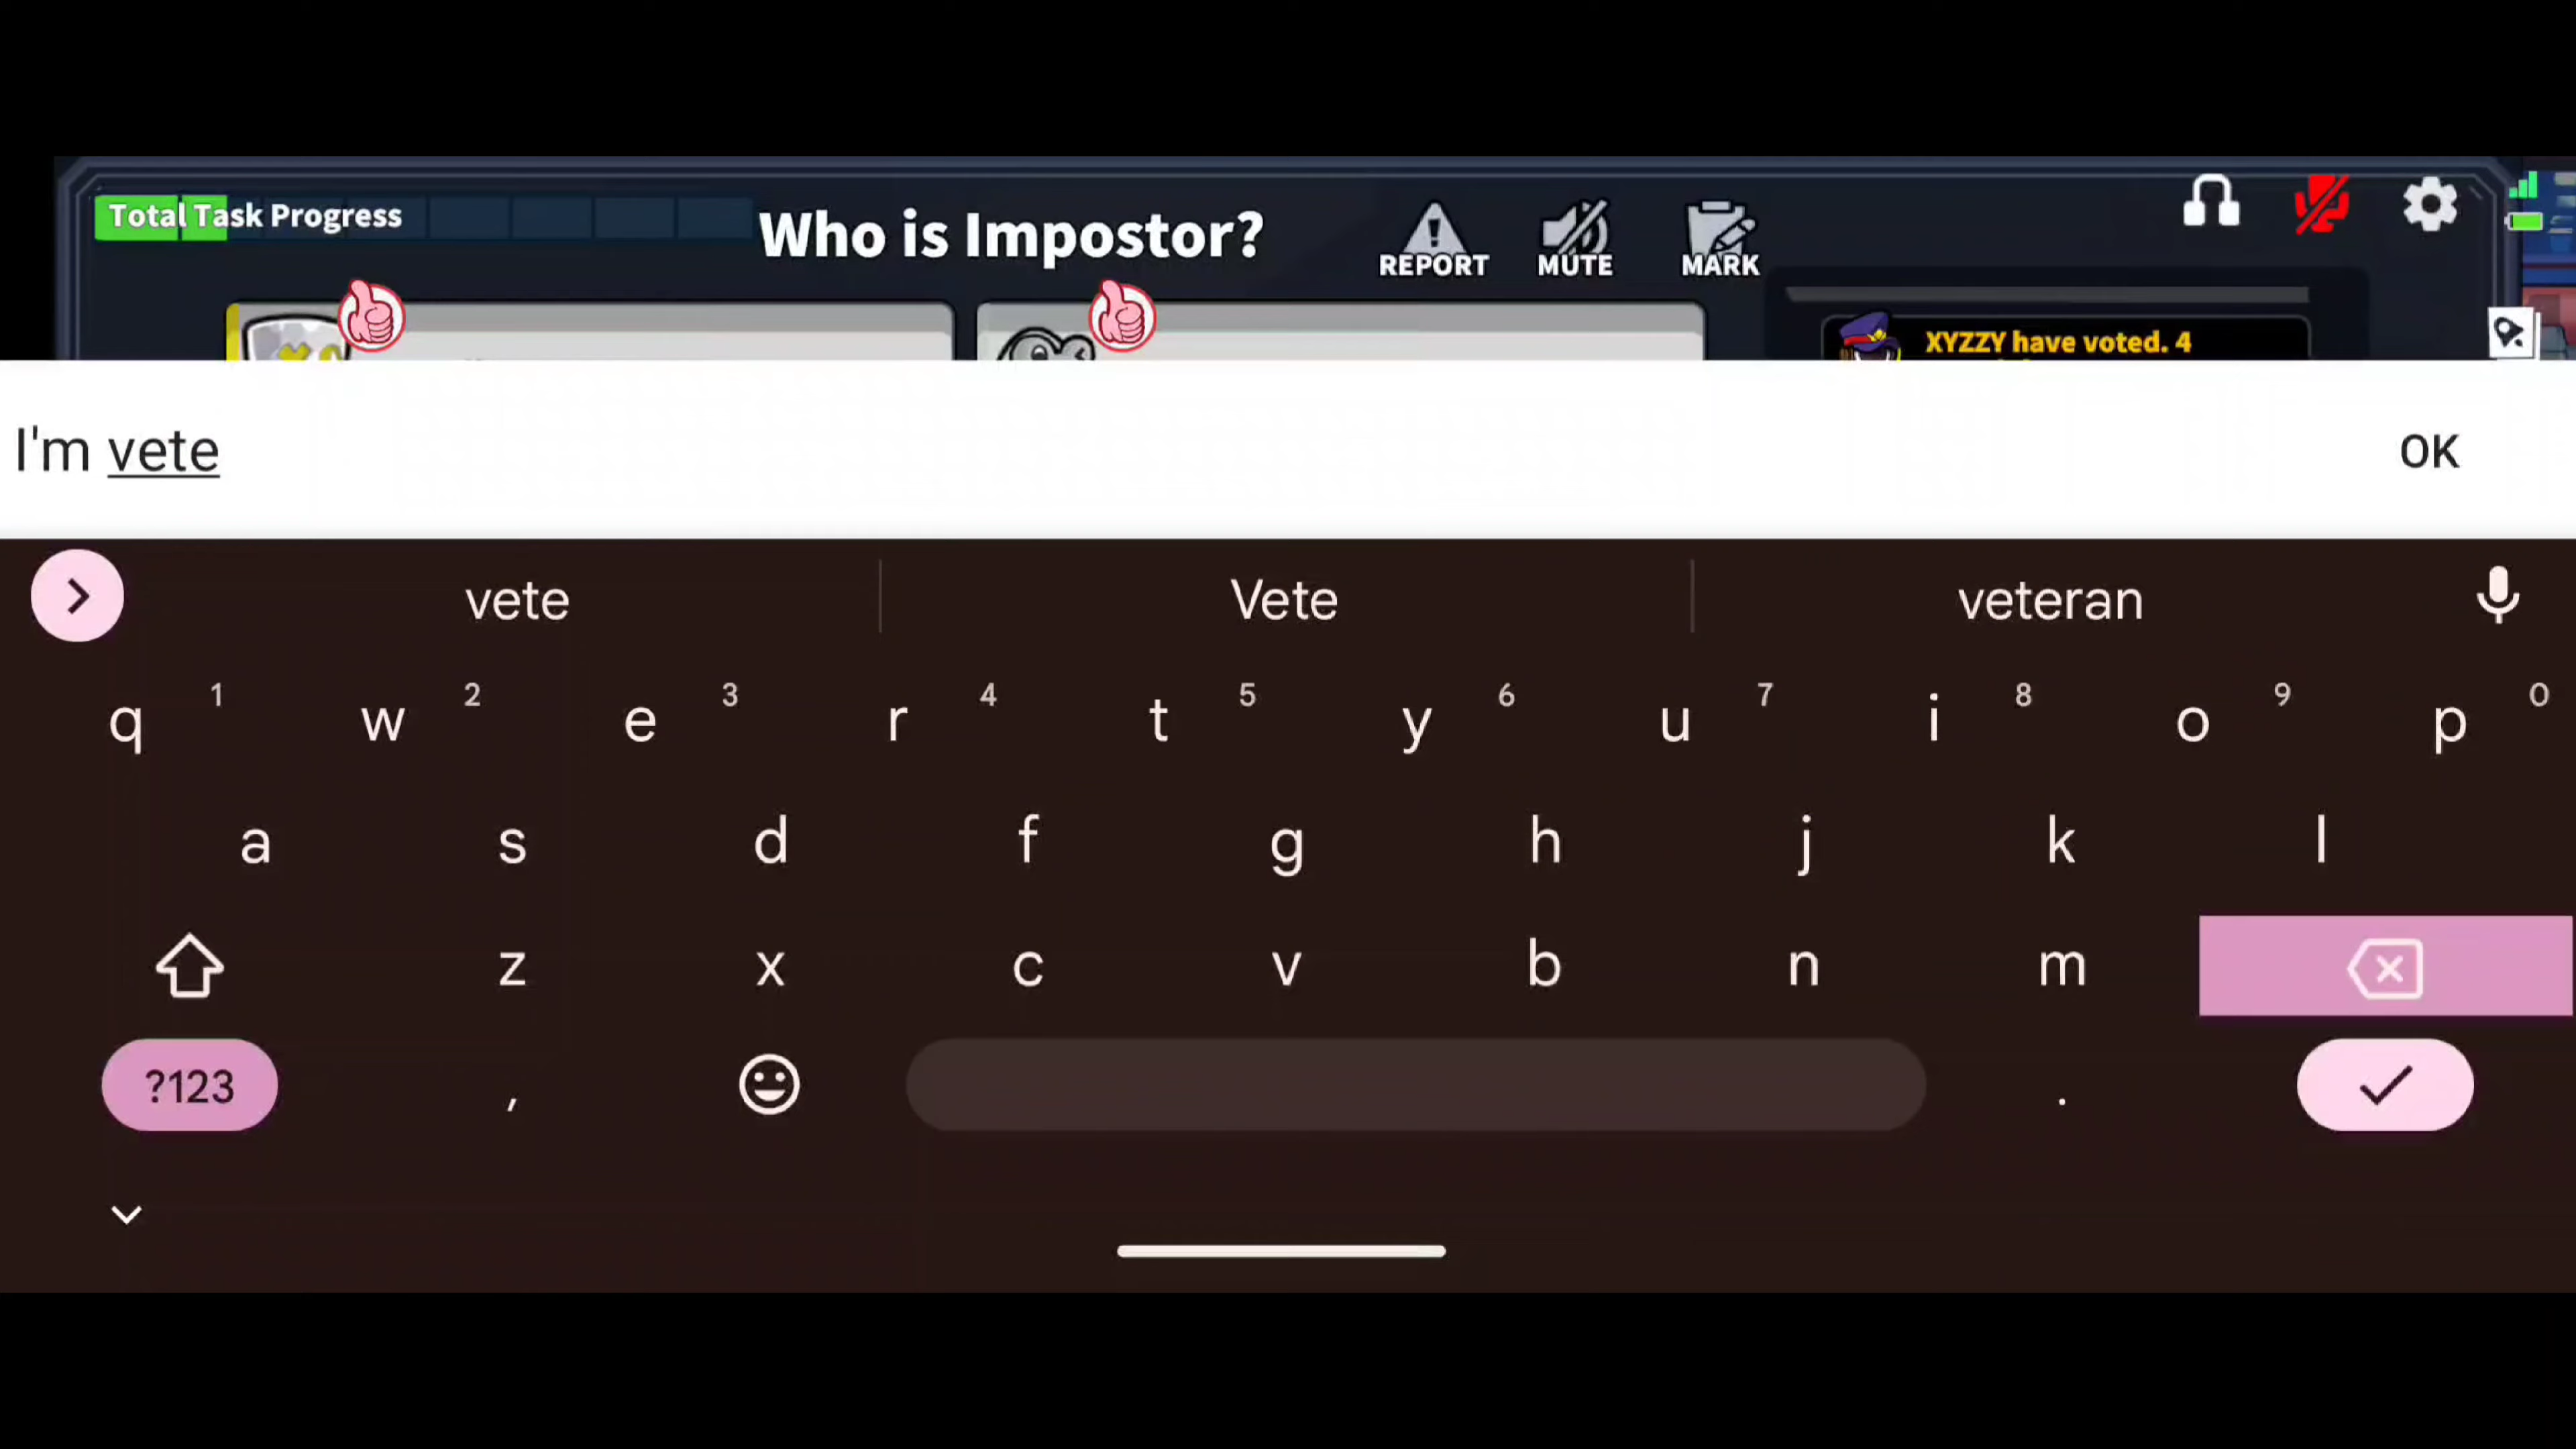 Total Task Progress
Who is Impostor?
REPORT
MUTE
MARK
XYZZY have voted. 4
I'm vete
OK
vete
Vete
veteran
q 1 w 2 e 3 r 4 t 5 y 6 u 7 i 8 o 9 p 0
a s d f g h j k l
z x c v b n m
?123 , .